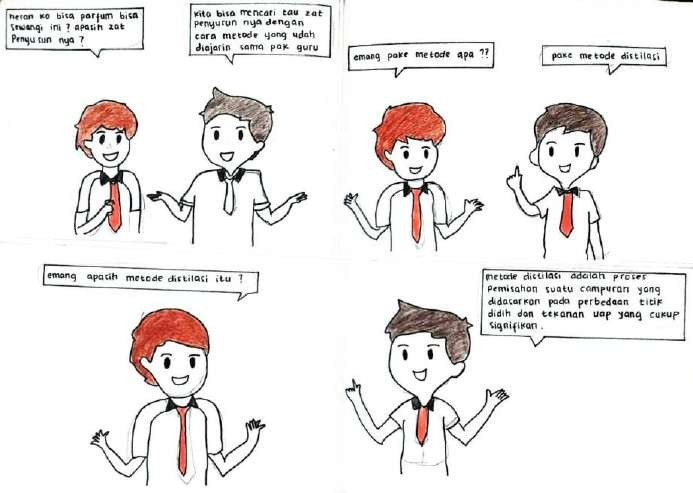 heran ko bisa parfum bisa
sewangi ini ? apasih zat
Penyusun nya ?
kita bisa mencari tau zat
penyusun nya dengan
cara metode yang udah
diajarin sama pak guru
emang pake metode apa ??
pake metode distilasi
emang apasih metode distilasi itu ?
metode distilasi adalah proses
Pemisahan suatu campuran yang
didasarkan pada perbedaan titik
didih dan tekanan uap yang cukup
signifikan.